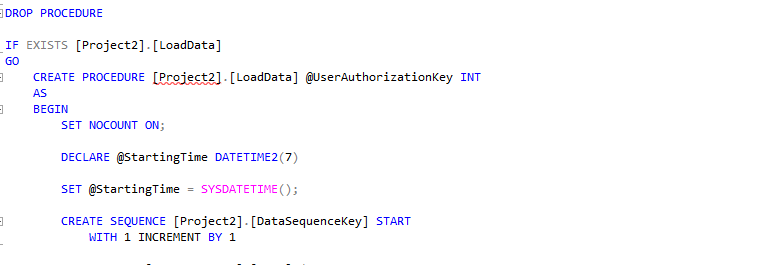 DROP PROCEDURE
IF EXISTS [Project2].[LoadData]
GO
CREATE PROCEDURE [Project2].[LoadData] @UserAuthorizationKey INT
AS
BEGIN
SET NOCOUNT ON;
DECLARE @StartingTime DATETIME2(7)
SET @StartingTime = SYSDATETIME();
CREATE SEQUENCE [Project2].[DataSequenceKey] START
WITH 1 INCREMENT BY 1